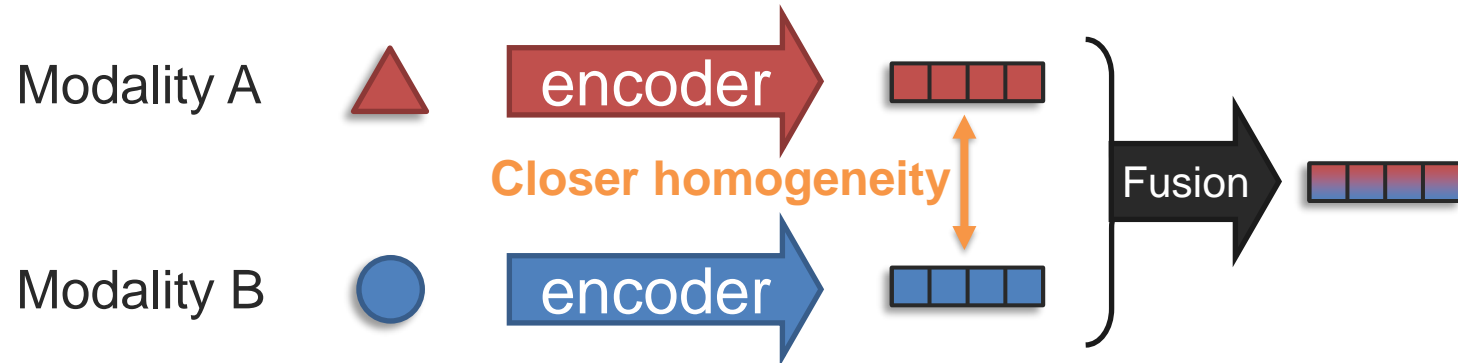 Modality A
encoder
Closer homogeneity
Fusion
Modality B
encoder